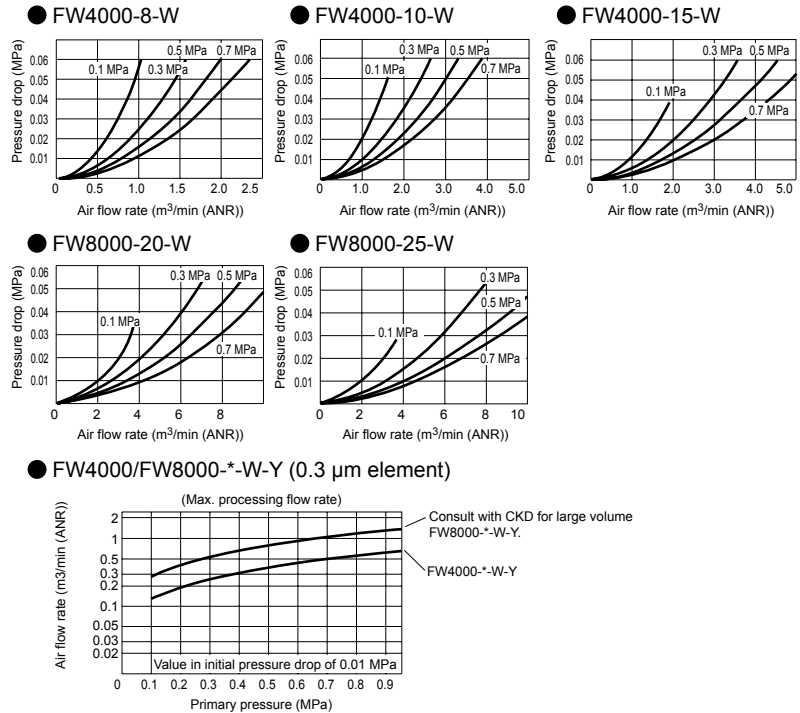 ● FW4000-8-W
Pressure drop (MPa)
0.06
0.05
0.04
0.03
0.02
0.01
0.1 MPa
0.3 MPa
0.5 MPa
0.7 MPa
0 0.5 1.0 1.5 2.0 2.5
Air flow rate (m³/min (ANR))
● FW4000-10-W
Pressure drop (MPa)
0.06
0.05
0.04
0.03
0.02
0.01
0.1 MPa
0.3 MPa
0.5 MPa
0.7 MPa
0 1.0 2.0 3.0 4.0 5.0
Air flow rate (m³/min (ANR))
● FW4000-15-W
Pressure drop (MPa)
0.06
0.05
0.04
0.03
0.02
0.01
0.1 MPa
0.3 MPa
0.5 MPa
0.7 MPa
0 1.0 2.0 3.0 4.0 5.0
Air flow rate (m³/min (ANR))
● FW8000-20-W
Pressure drop (MPa)
0.06
0.05
0.04
0.03
0.02
0.01
0.1 MPa
0.3 MPa
0.5 MPa
0.7 MPa
0 2 4 6 8
Air flow rate (m³/min (ANR))
● FW8000-25-W
Pressure drop (MPa)
0.06
0.05
0.04
0.03
0.02
0.01
0.1 MPa
0.3 MPa
0.5 MPa
0.7 MPa
0 2 4 6 8 10
Air flow rate (m³/min (ANR))
● FW4000/FW8000-*-W-Y (0.3 µm element)
(Max. processing flow rate)
Air flow rate (m3/min (ANR))
2
1
0.5
0.3
0.2
0.1
0.05
0.03
0.02
Consult with CKD for large volume
FW8000-*-W-Y.
FW4000-*-W-Y
Value in initial pressure drop of 0.01 MPa
0 0.1 0.2 0.3 0.4 0.5 0.6 0.7 0.8 0.9
Primary pressure (MPa)